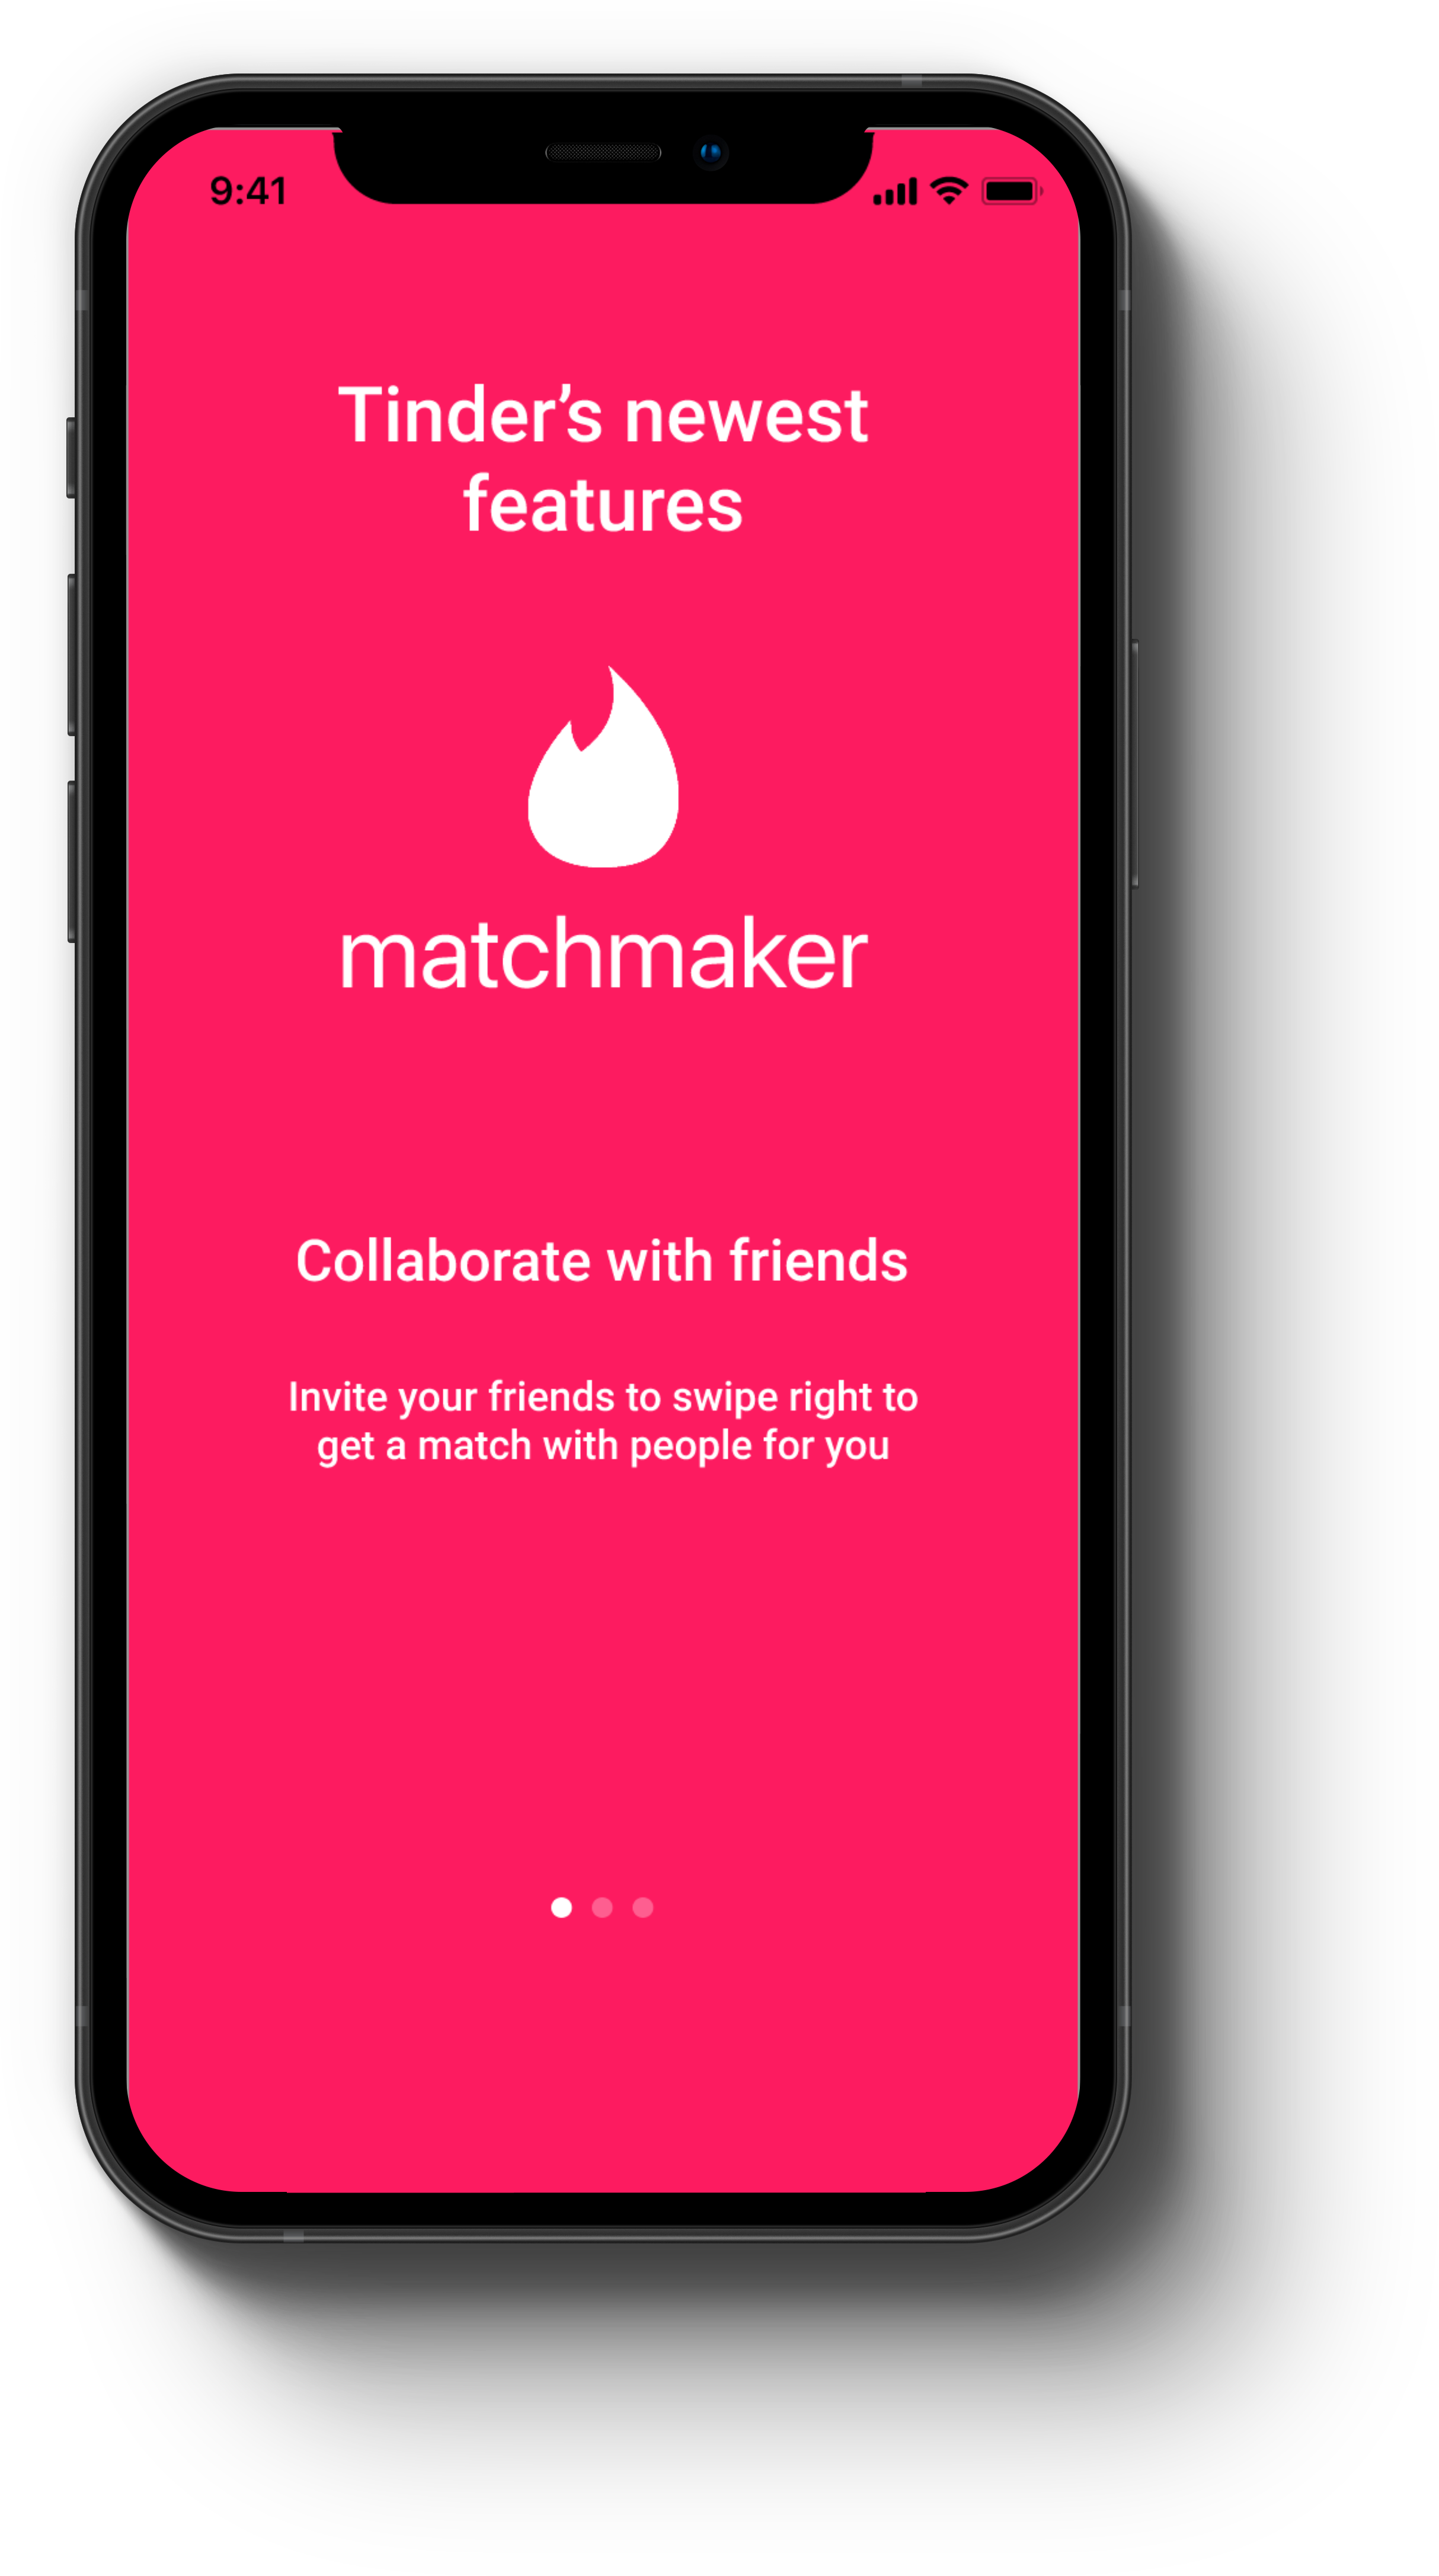 9:41
Tinder’s newest
features
matchmaker
Collaborate with friends
Invite your friends to swipe right to
get a match with people for you